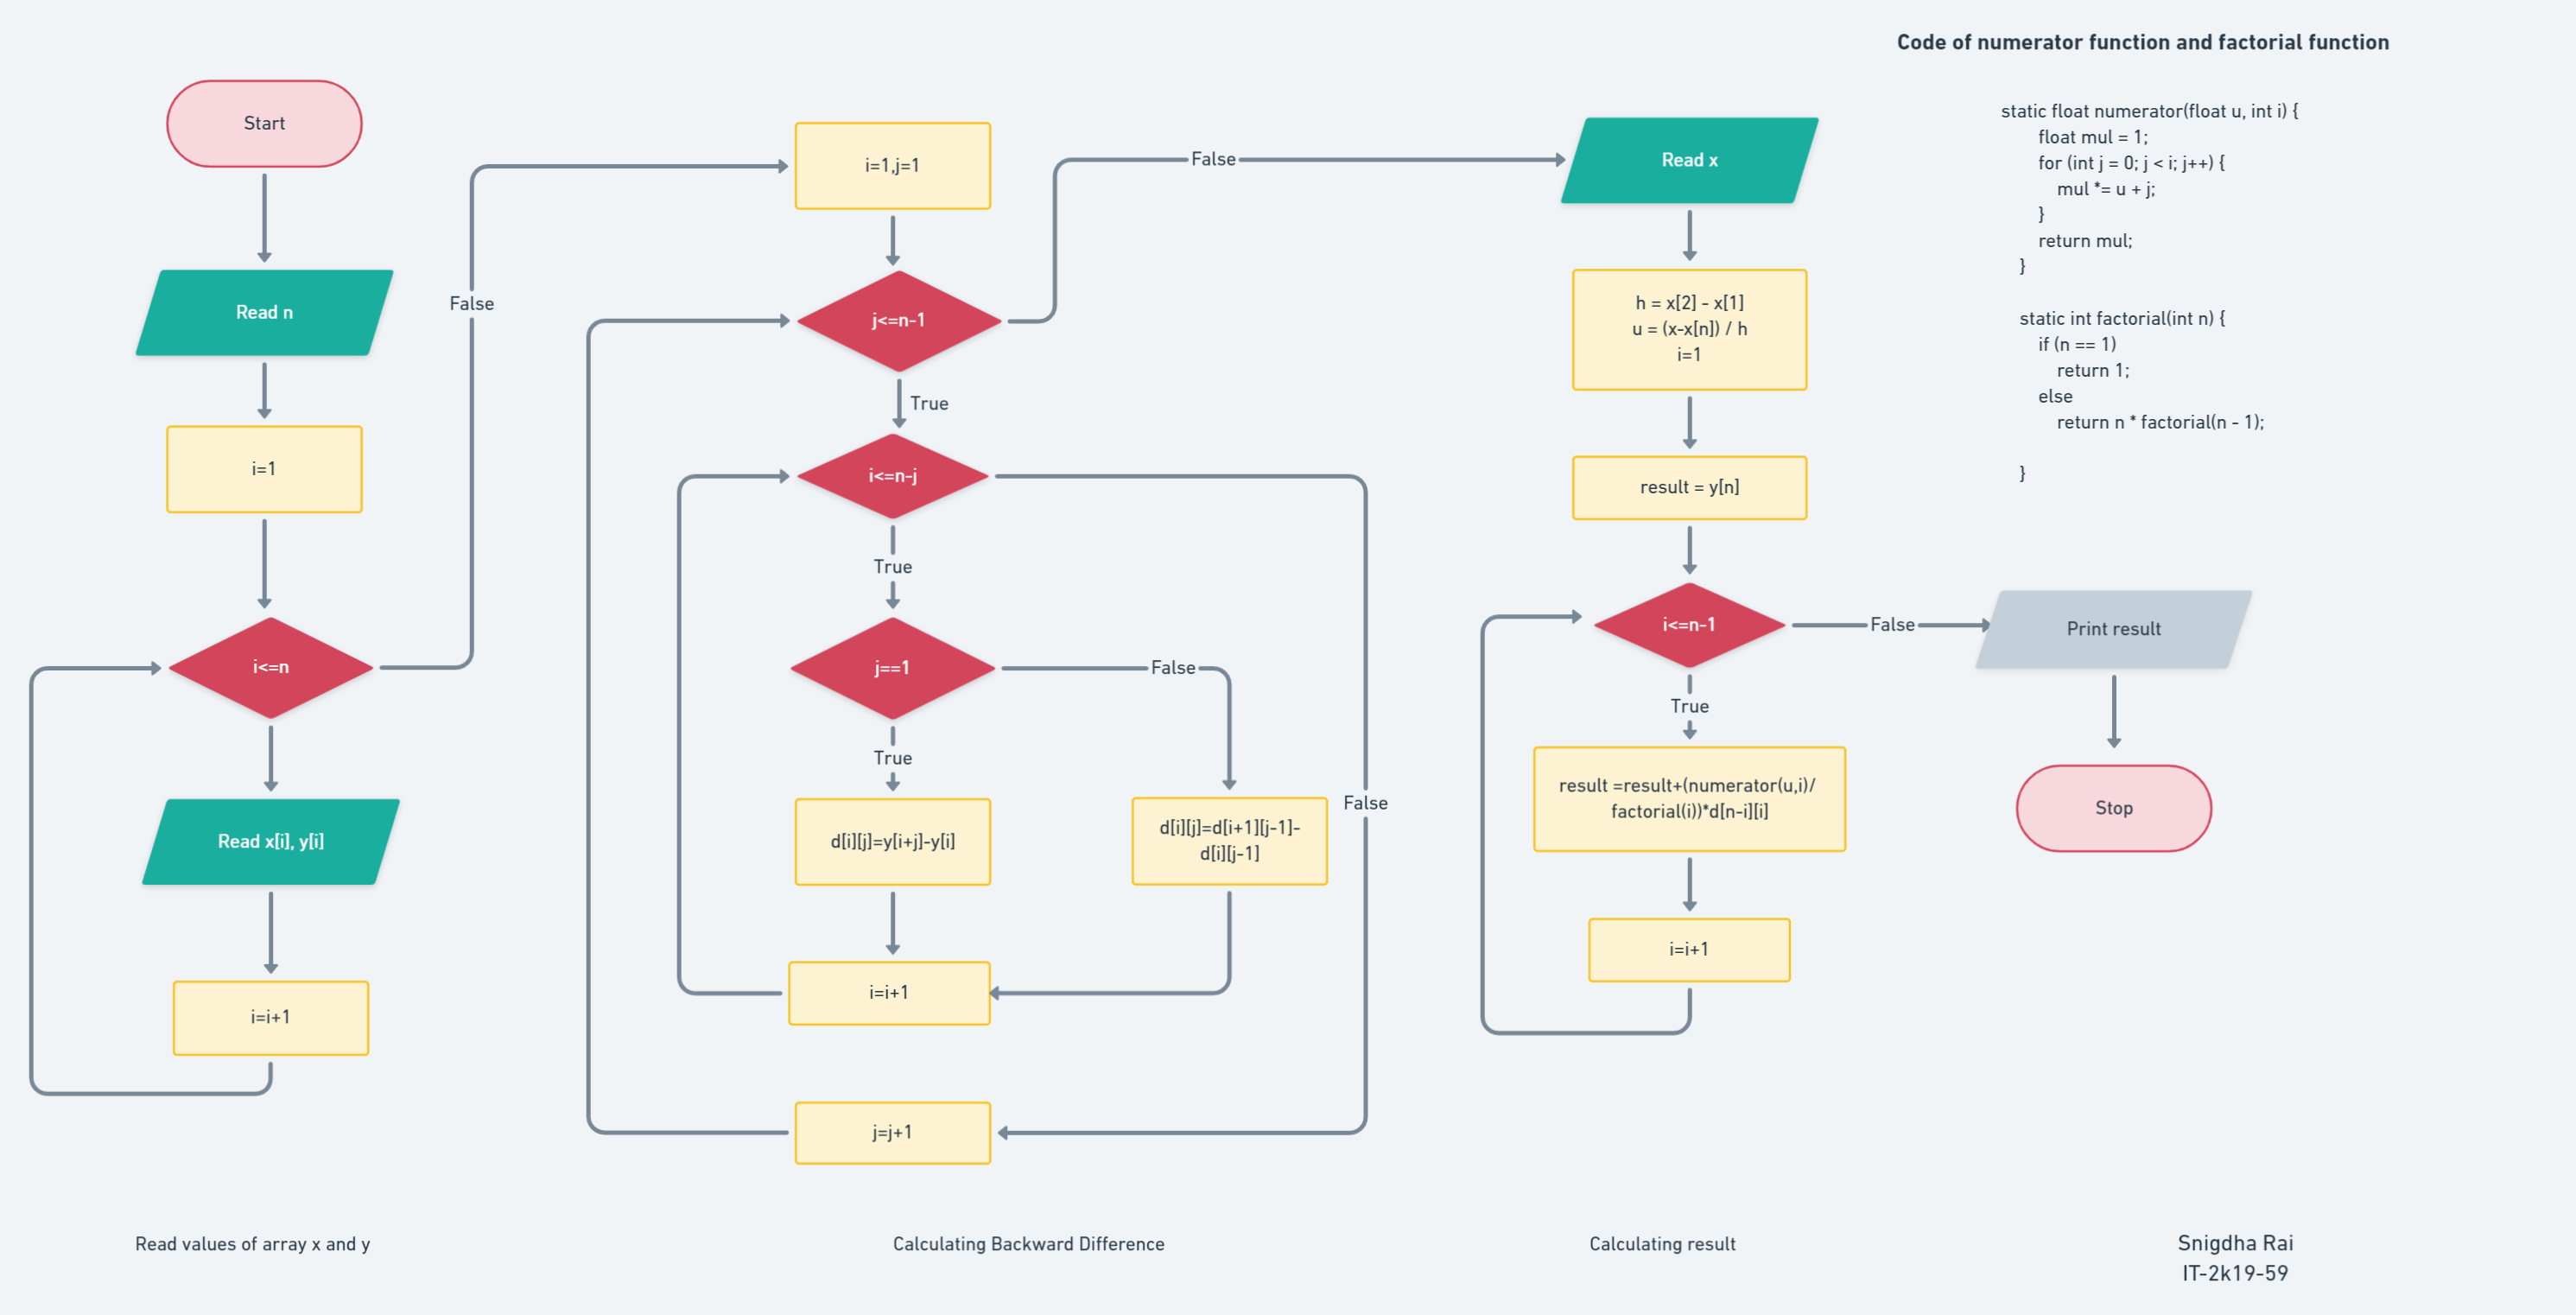 Code of numerator function and factorial function
Start
Read n
i=1
i<=n
False
Read x[i], y[i]
i=i+1
Read values of array x and y
i=1,j=1
j<=n-1
False
True
i<=n-j
True
False
j==1
False
True
d[i][j]=y[i+j]-y[i]
d[i][j]=d[i+1][j-1]-
d[i][j-1]
i=i+1
j=j+1
Calculating Backward Difference
Read x
h = x[2] - x[1]
u = (x-x[n]) / h
i=1
result = y[n]
i<=n-1
False
True
result =result+(numerator(u,i)/
factorial(i))*d[n-i][i]
i=i+1
Calculating result
Print result
Stop
static float numerator(float u, int i) {
float mul = 1;
for (int j = 0; j < i; j++) {
mul *= u + j;
}
return mul;
}
static int factorial(int n) {
if (n == 1)
return 1;
else
return n * factorial(n - 1);
}
Snigdha Rai
IT-2k19-59